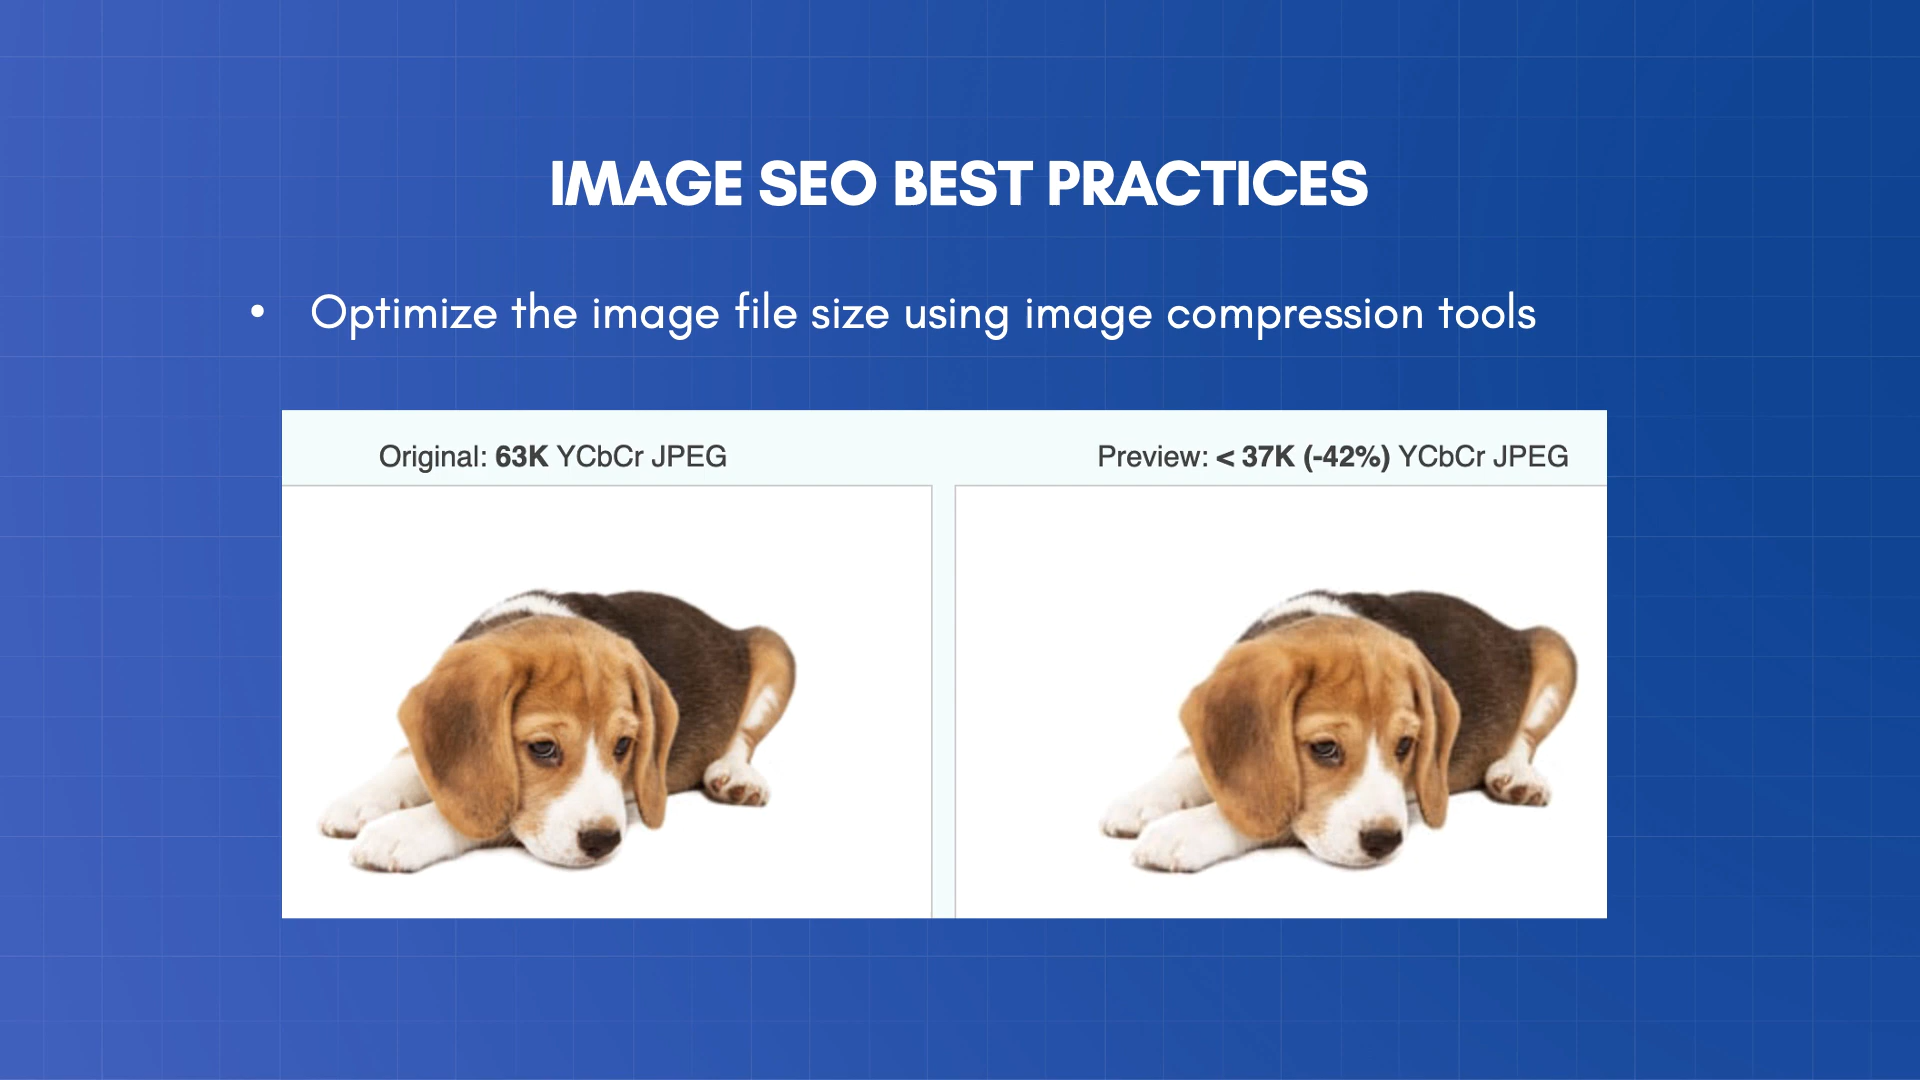 IMAGE SEO BEST PRACTICES
• Optimize the image file size using image compression tools
Original: 63K YCbCr JPEG
Preview: < 37K (-42%) YCbCr JPEG